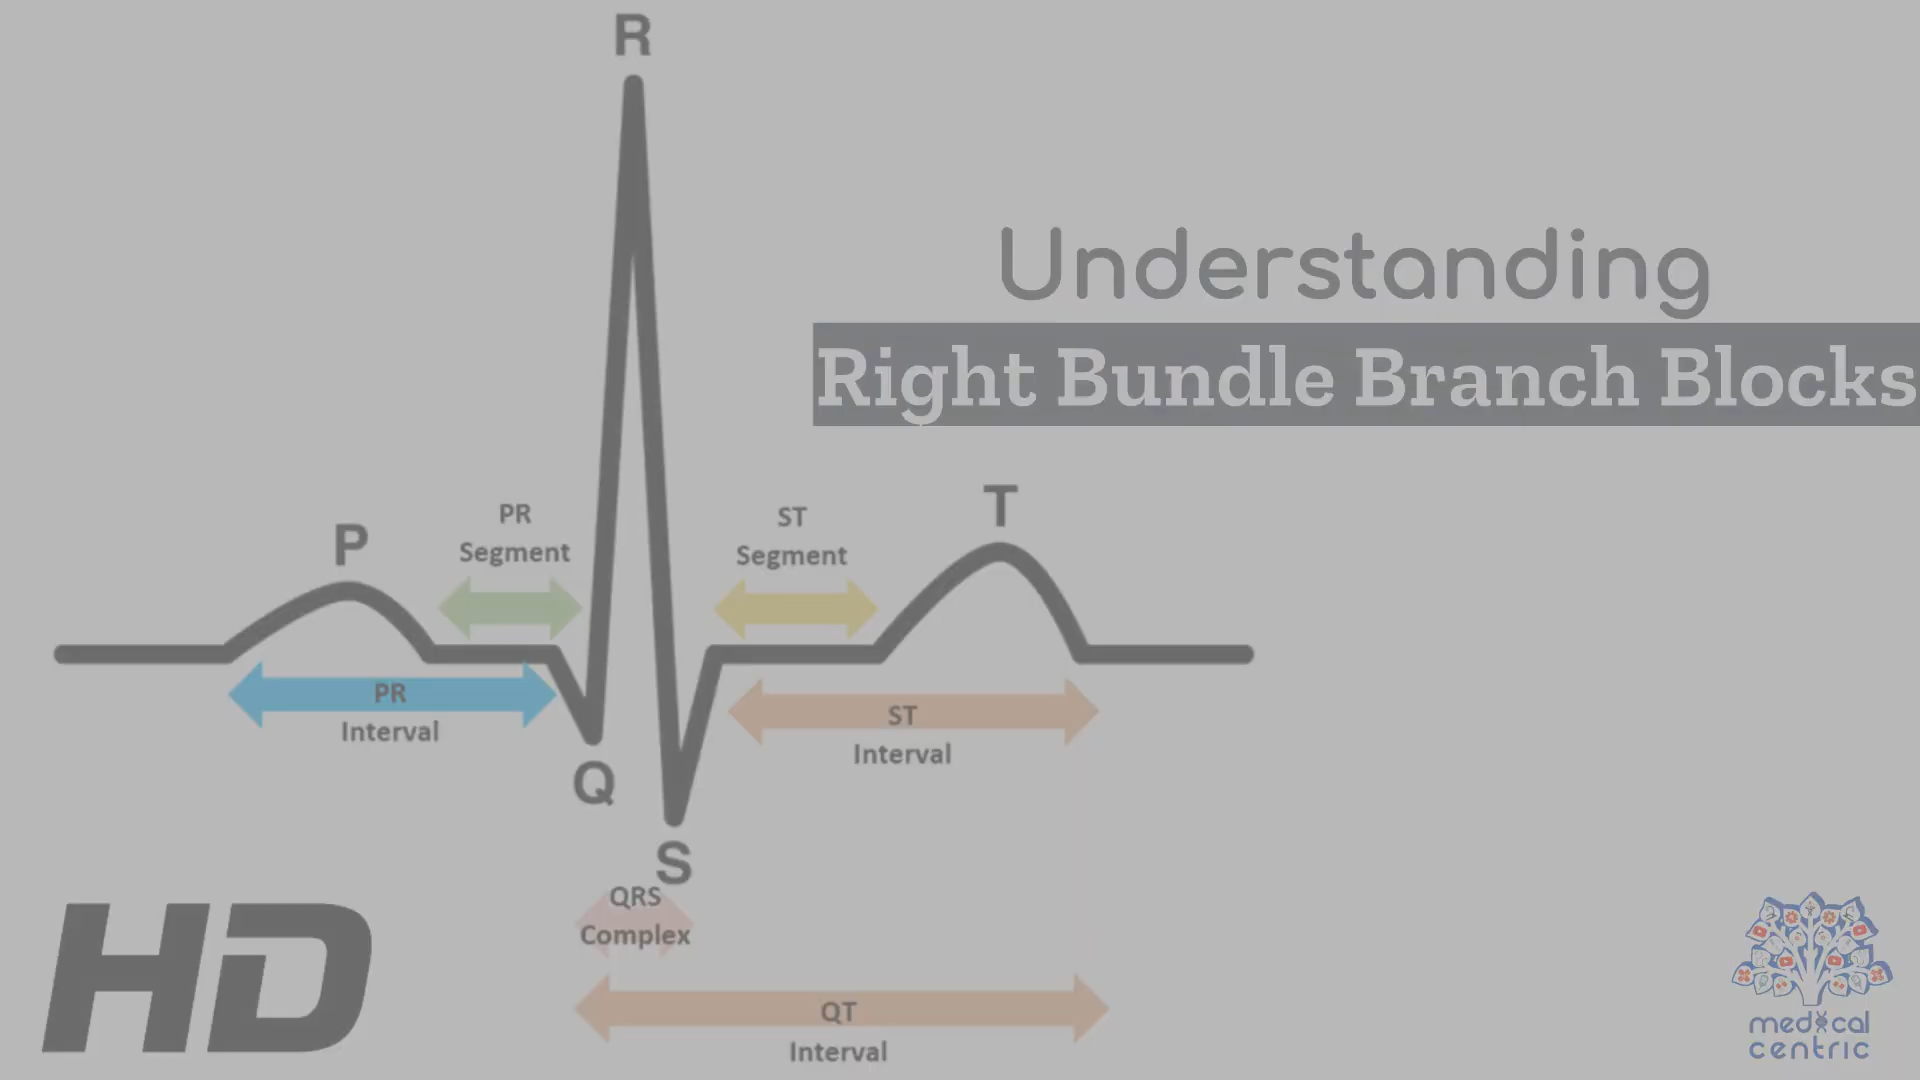 R
Understanding
Right Bundle Branch Blocks
P
PR
Segment
ST
Segment
T
PR
Interval
ST
Interval
Q
S
QRS
Complex
QT
Interval
HD
medical
centric